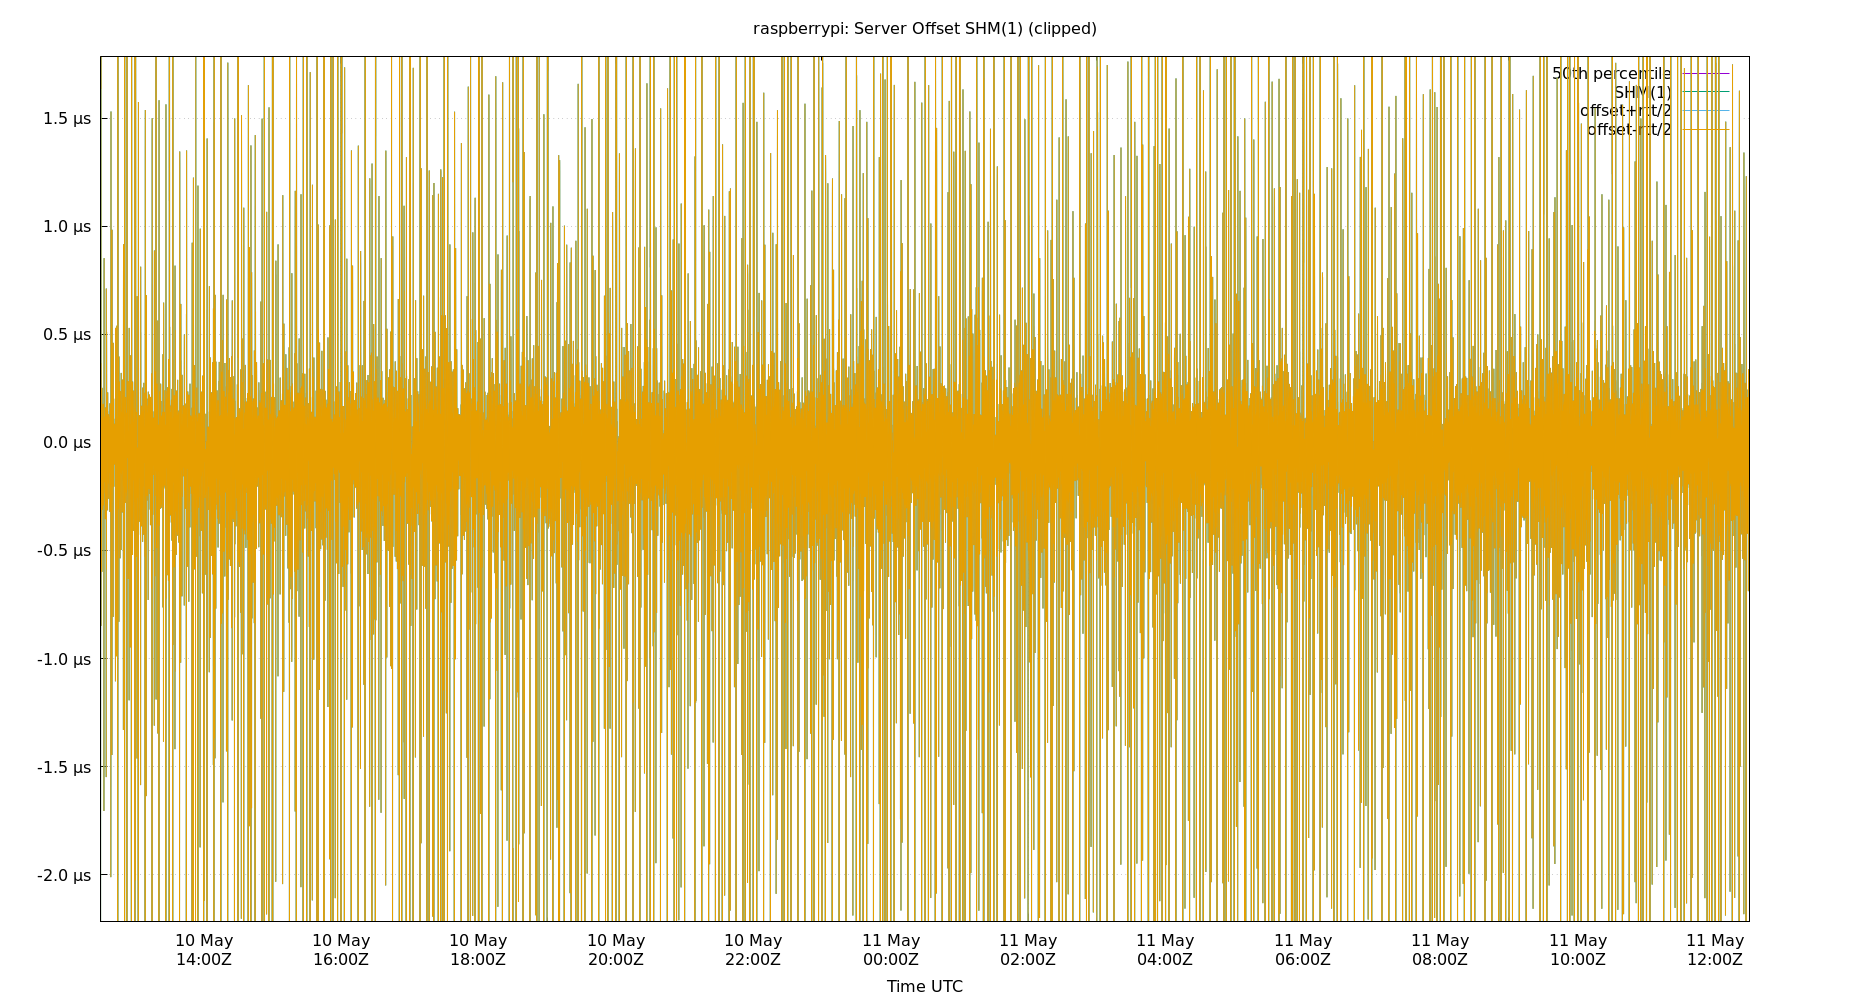 raspberrypi: Server Offset SHM(1) (clipped)
50th percentile
SHM(1)
offset+rtt/2
offset-rtt/2
1.5 µs
1.0 µs
0.5 µs
0.0 µs
-0.5 µs
-1.0 µs
-1.5 µs
-2.0 µs
10 May 10 May 10 May 10 May 10 May 11 May 11 May 11 May 11 May 11 May 11 May 11 May
14:00Z 16:00Z 18:00Z 20:00Z 22:00Z 00:00Z 02:00Z 04:00Z 06:00Z 08:00Z 10:00Z 12:00Z
Time UTC